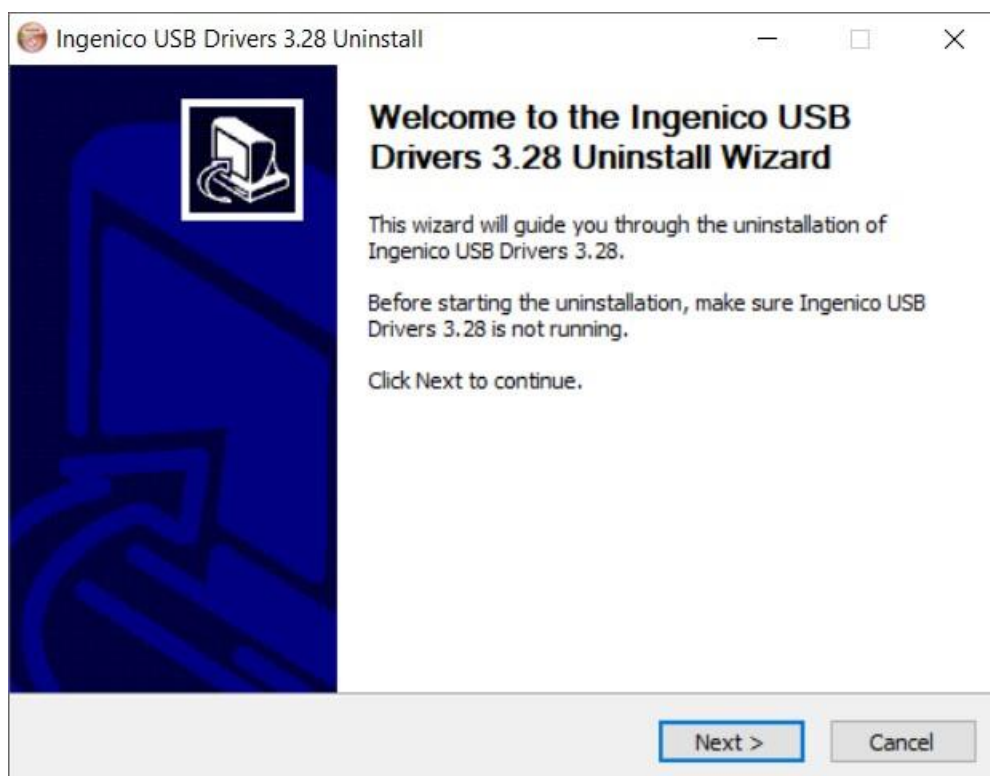 Ingenico USB Drivers 3.28 Uninstall
Welcome to the Ingenico USB
Drivers 3.28 Uninstall Wizard
This wizard will guide you through the uninstallation of
Ingenico USB Drivers 3.28.
Before starting the uninstallation, make sure Ingenico USB
Drivers 3.28 is not running.
Click Next to continue.
Next >
Cancel